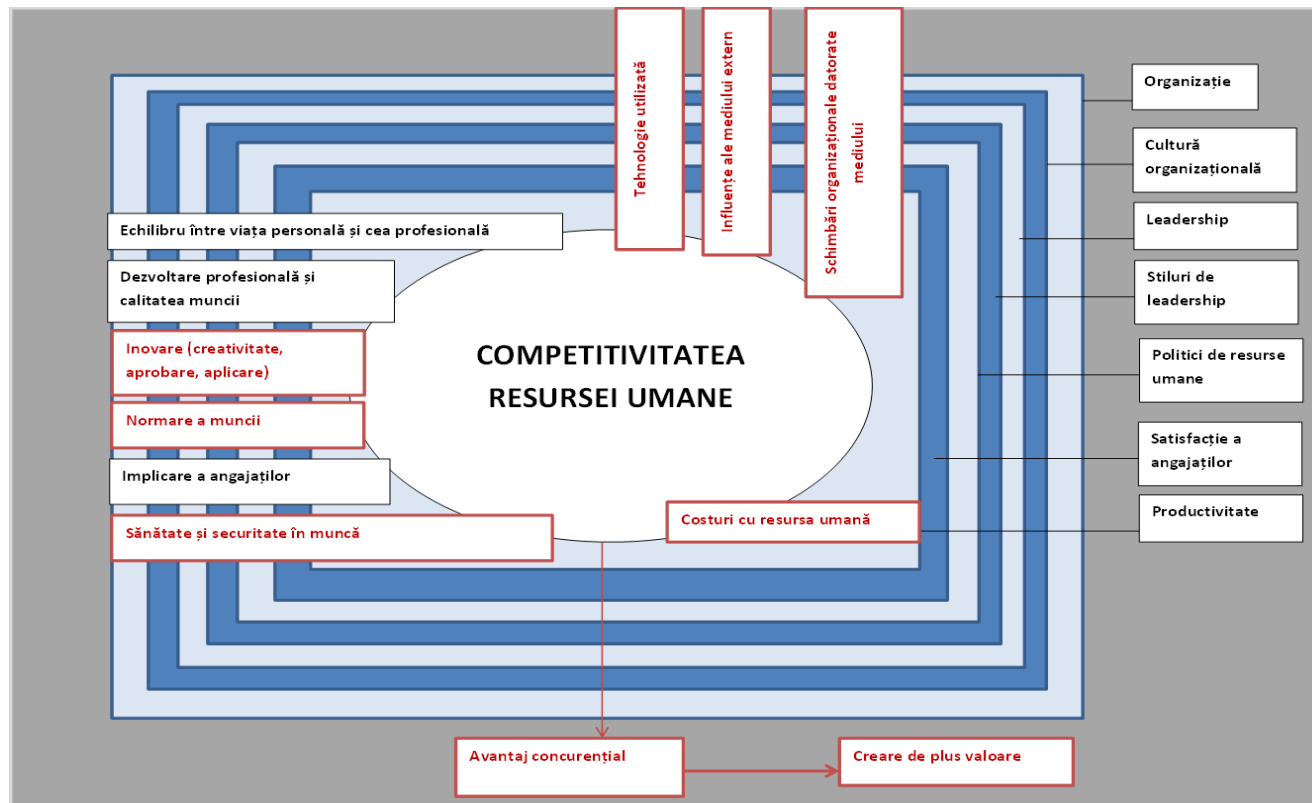 Tehnologie utilizată
Influențe ale mediului extern
Schimbări organizaționale datorate
mediului
Organizație
Cultură
organizațională
Leadership
Stiluri de
leadership
Politici de resurse
umane
Satisfacție a
angajaților
Productivitate
Echilibru între viața personală și cea profesională
Dezvoltare profesională și
calitatea muncii
Inovare (creativitate,
aprobare, aplicare)
Normare a muncii
Implicare a angajaților
Sănătate și securitate în muncă
COMPETITIVITATEA
RESURSEI UMANE
Costuri cu resursa umană
Avantaj concurențial
Creare de plus valoare